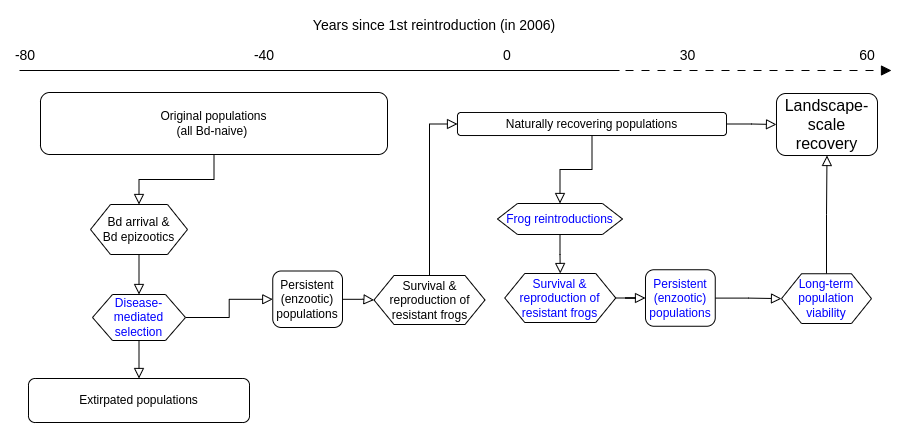 Years since 1st reintroduction (in 2006)
-80 -40 0 30 60
Original populations
(all Bd-naive)
Naturally recovering populations
Landscape-
scale
recovery
Bd arrival &
Bd epizootics
Frog reintroductions
Disease-
mediated
selection
Persistent
(enzootic)
populations
Survival &
reproduction of
resistant frogs
Survival &
reproduction of
resistant frogs
Persistent
(enzootic)
populations
Long-term
population
viability
Extirpated populations